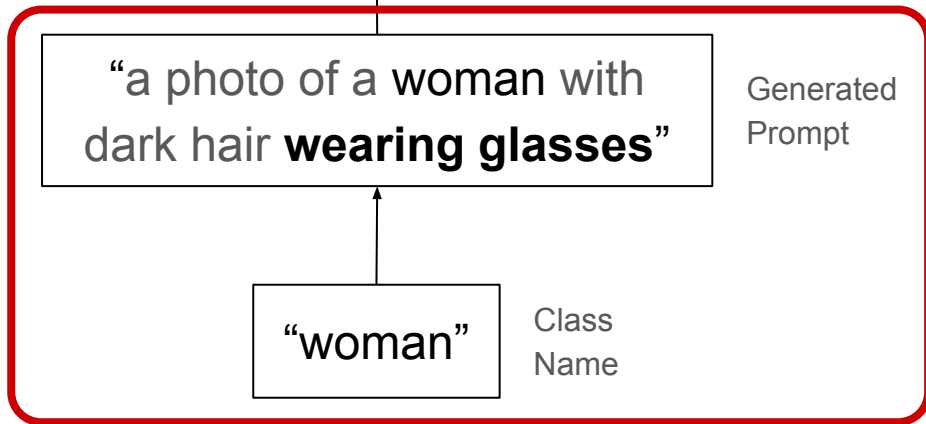 “a photo of a woman with
dark hair wearing glasses”
Generated
Prompt
“woman”
Class
Name